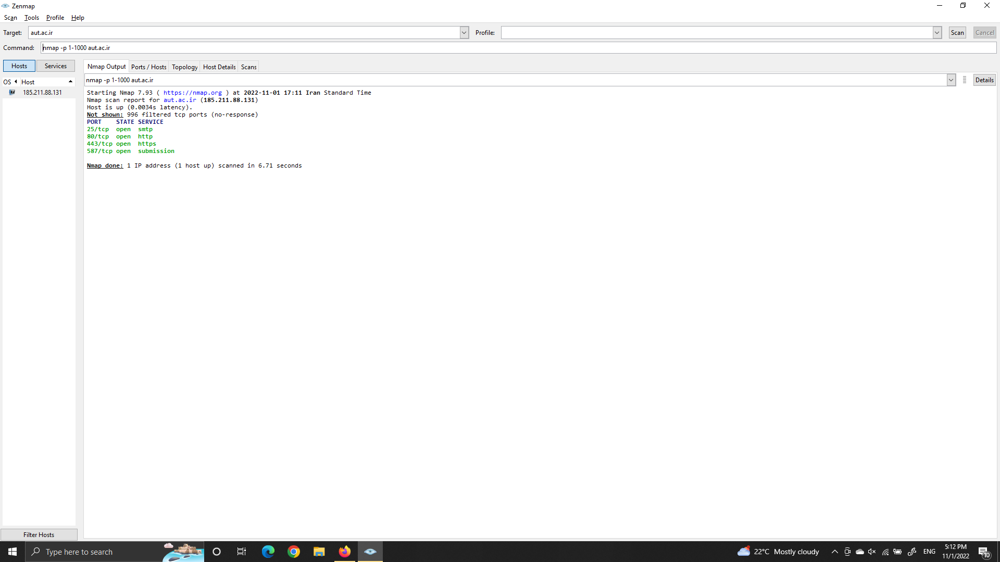 Zenmap
Scan Tools Profile Help
Target: aut.ac.ir Profile: Scan Cancel
Command: nmap -p 1-1000 aut.ac.ir
Hosts Services
OS Host
185.211.88.131
Nmap Output Ports / Hosts Topology Host Details Scans
nmap -p 1-1000 aut.ac.ir Details
Starting Nmap 7.93 ( https://nmap.org ) at 2022-11-01 17:11 Iran Standard Time
Nmap scan report for aut.ac.ir (185.211.88.131)
Host is up (0.0034s latency).
Not shown: 996 filtered tcp ports (no-response)
PORT STATE SERVICE
25/tcp open smtp
80/tcp open http
443/tcp open https
587/tcp open submission
Nmap done: 1 IP address (1 host up) scanned in 6.71 seconds
Filter Hosts
Type here to search
22°C Mostly cloudy
ENG
5:12 PM
11/1/2022
10